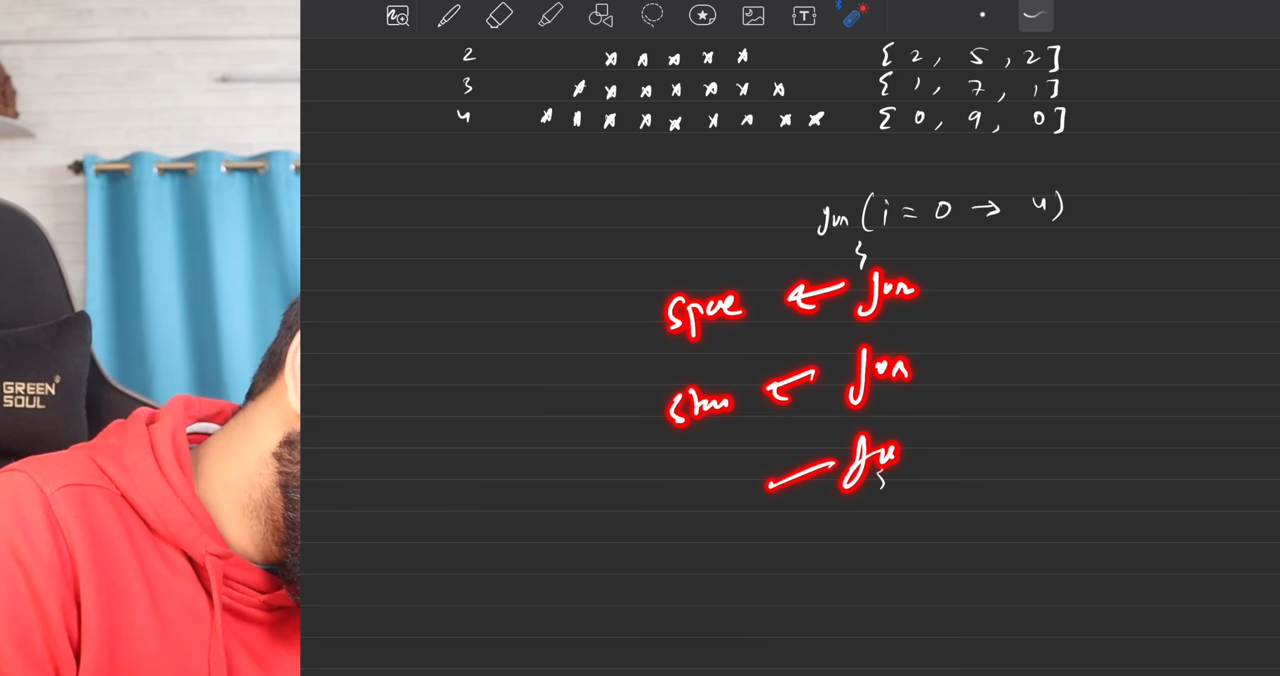 2 * * * * * [2, 5, 2]
3 * * * * * * * [1, 7, 1]
4 * * * * * * * * * [0, 9, 0]
for (i = 0 → 4)
{
space ← for
star ← for
for
}
GREEN
SOUL